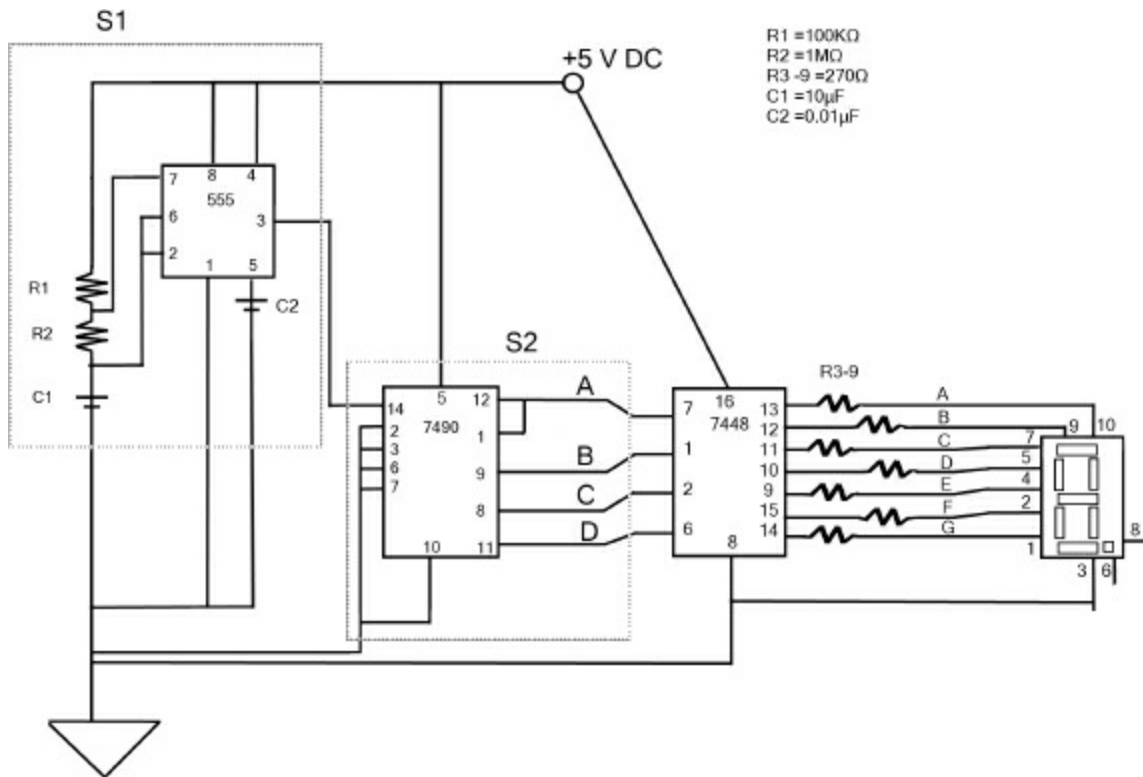 S1
+5 V DC
R1 =100KΩ
R2 =1MΩ
R3 -9 =270Ω
C1 =10µF
C2 =0.01µF
8 4
7
555
6
3
2
1 5
R1
R2
C1
C2
S2
5
14
12
7490
2
1
3
6
9
7
8
10
11
A
B
C
D
16
7
13
7448
12
1
11
2
10
9
6
15
8
14
R3-9
A
B
C
D
E
F
G
9 10
7
5
4
2
1
8
3 6